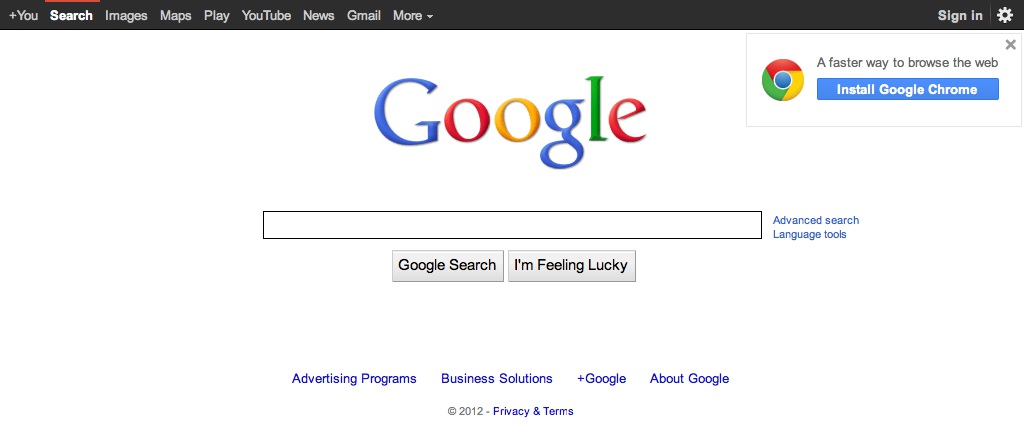 +You Search Images Maps Play YouTube News Gmail More Sign in
A faster way to browse the web
Install Google Chrome
Google
Advanced search
Language tools
Google Search I'm Feeling Lucky
Advertising Programs Business Solutions +Google About Google
© 2012 - Privacy & Terms